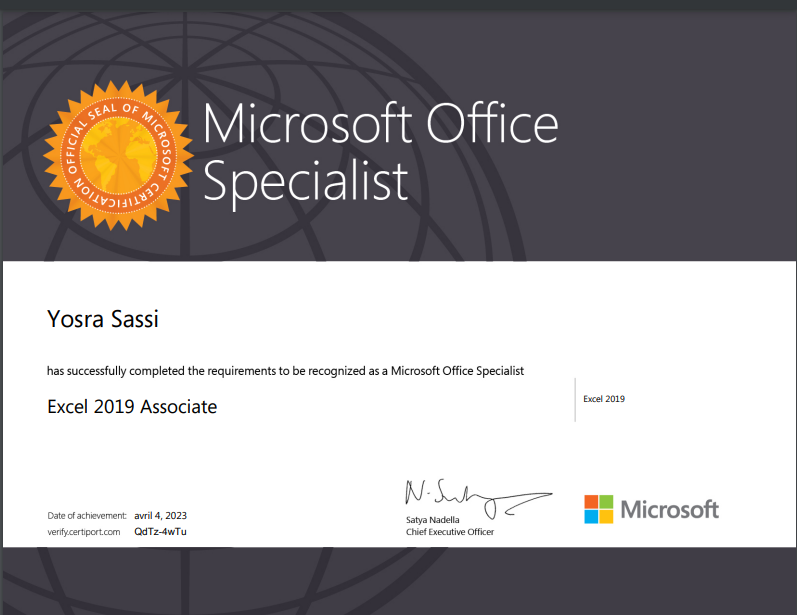 OFFICIAL SEAL OF MICROSOFT CERTIFICATION
Microsoft Office
Specialist
Yosra Sassi
has successfully completed the requirements to be recognized as a Microsoft Office Specialist
Excel 2019 Associate
Excel 2019
Date of achievement: avril 4, 2023
verify.certiport.com QdTz-4wTu
Satya Nadella
Chief Executive Officer
Microsoft